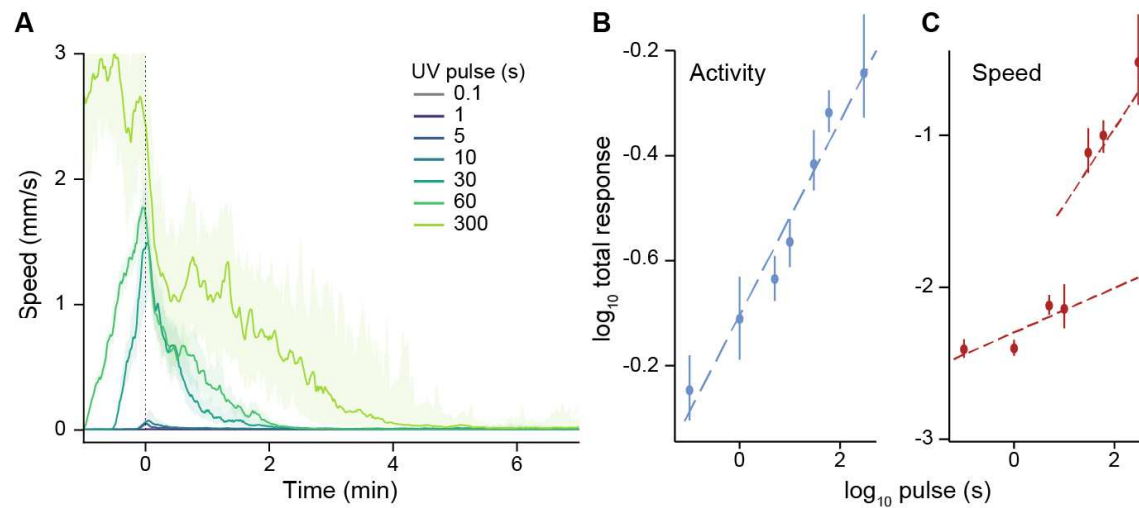 A
Speed (mm/s)
3
2
1
0
0
2
4
6
Time (min)
UV pulse (s)
0.1
1
5
10
30
60
300
B
Activity
log10 total response
-0.2
-0.4
-0.6
-0.2
0
2
C
Speed
-1
-2
-3
0
2
log10 pulse (s)